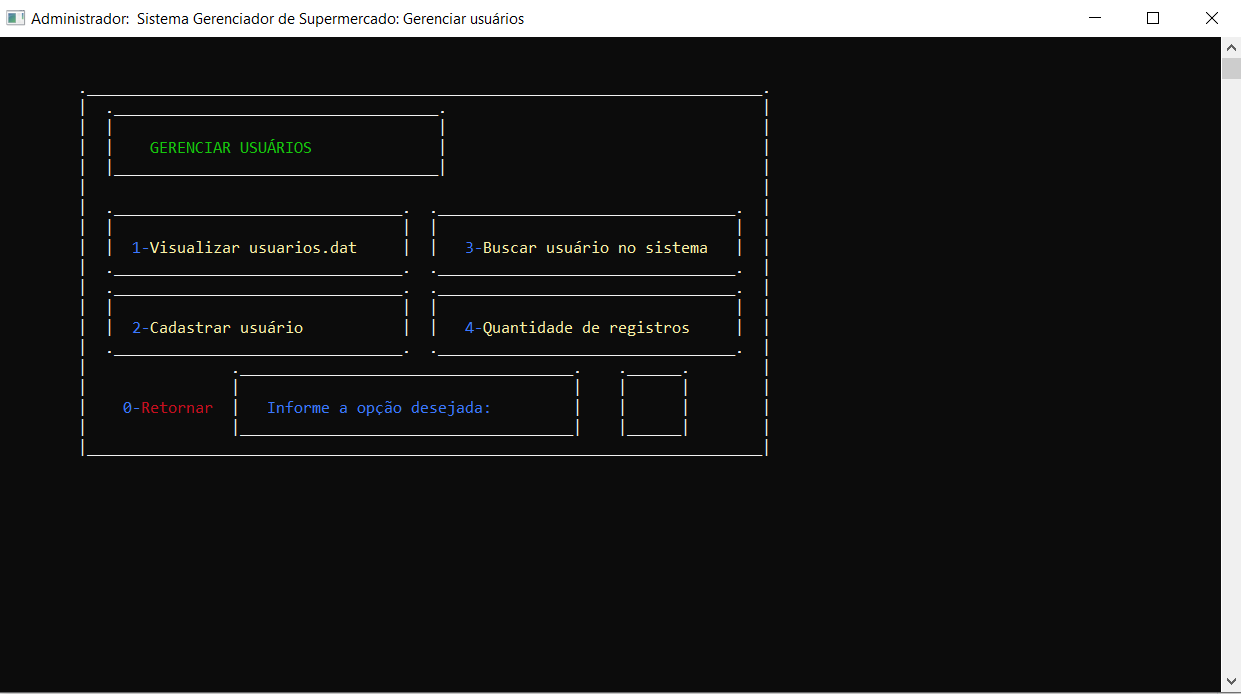 Administrador:  Sistema Gerenciador de Supermercado: Gerenciar usuários
GERENCIAR USUÁRIOS
1-Visualizar usuarios.dat
3-Buscar usuário no sistema
2-Cadastrar usuário
4-Quantidade de registros
0-Retornar
Informe a opção desejada: